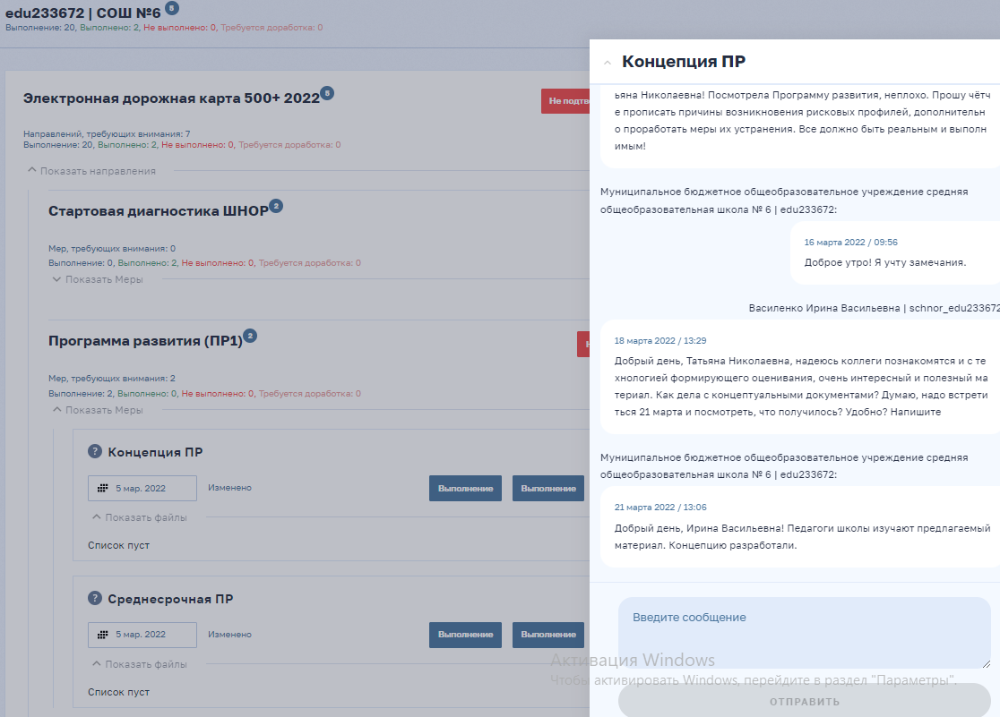 edu233672 | СОШ №6 5
Выполнение: 20, Выполнено: 2, Не выполнено: 0, Требуется доработка: 0
Электронная дорожная карта 500+ 2022 5
Не подтв
Направлений, требующих внимания: 7
Выполнение: 20, Выполнено: 2, Не выполнено: 0, Требуется доработка: 0
Показать направления
Стартовая диагностика ШНОР 2
Мер, требующих внимания: 0
Выполнение: 0, Выполнено: 2, Не выполнено: 0, Требуется доработка: 0
Показать Меры
Программа развития (ПР1) 2
Н
Мер, требующих внимания: 2
Выполнение: 2, Выполнено: 0, Не выполнено: 0, Требуется доработка: 0
Показать Меры
? Концепция ПР
5 мар. 2022 Изменено Выполнение Выполнение
Показать файлы
Список пуст
? Среднесрочная ПР
5 мар. 2022 Изменено Выполнение Выполнение
Показать файлы
Список пуст
Концепция ПР
ьяна Николаевна! Посмотрела Программу развития, неплохо. Прошу чётч
е прописать причины возникновения рисковых профилей, дополнительн
о проработать меры их устранения. Все должно быть реальным и выполн
имым!
Муниципальное бюджетное общеобразовательное учреждение средняя
общеобразовательная школа № 6 | edu233672:
16 марта 2022 / 09:56
Доброе утро! Я учту замечания.
Василенко Ирина Васильевна | schnor_edu233672
18 марта 2022 / 13:29
Добрый день, Татьяна Николаевна, надеюсь коллеги познакомятся и с те
хнологией формирующего оценивания, очень интересный и полезный ма
териал. Как дела с концептуальными документами? Думаю, надо встрети
ться 21 марта и посмотреть, что получилось? Удобно? Напишите
Муниципальное бюджетное общеобразовательное учреждение средняя
общеобразовательная школа № 6 | edu233672:
21 марта 2022 / 13:06
Добрый день, Ирина Васильевна! Педагоги школы изучают предлагаемый
материал. Концепцию разработали.
Введите сообщение
Активация Windows
Чтобы активировать Windows, перейдите в раздел "Параметры".
ОТПРАВИТЬ